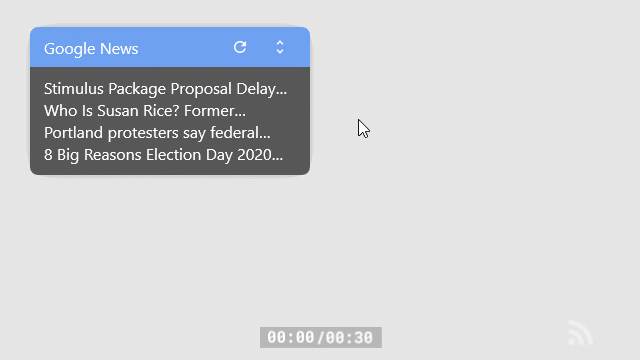 Google News
Stimulus Package Proposal Delay...
Who Is Susan Rice? Former...
Portland protesters say federal...
8 Big Reasons Election Day 2020...
00:00/00:30